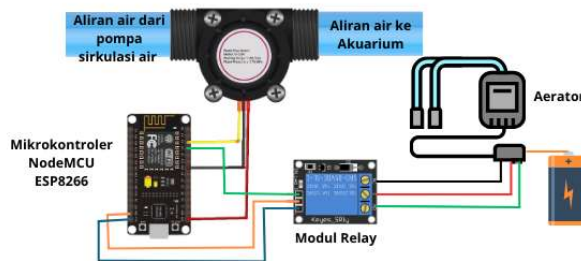 Aliran air dari
pompa
sirkulasi air
Aliran air ke
Akuarium
Aerator
Mikrokontroler
NodeMCU
ESP8266
Modul Relay